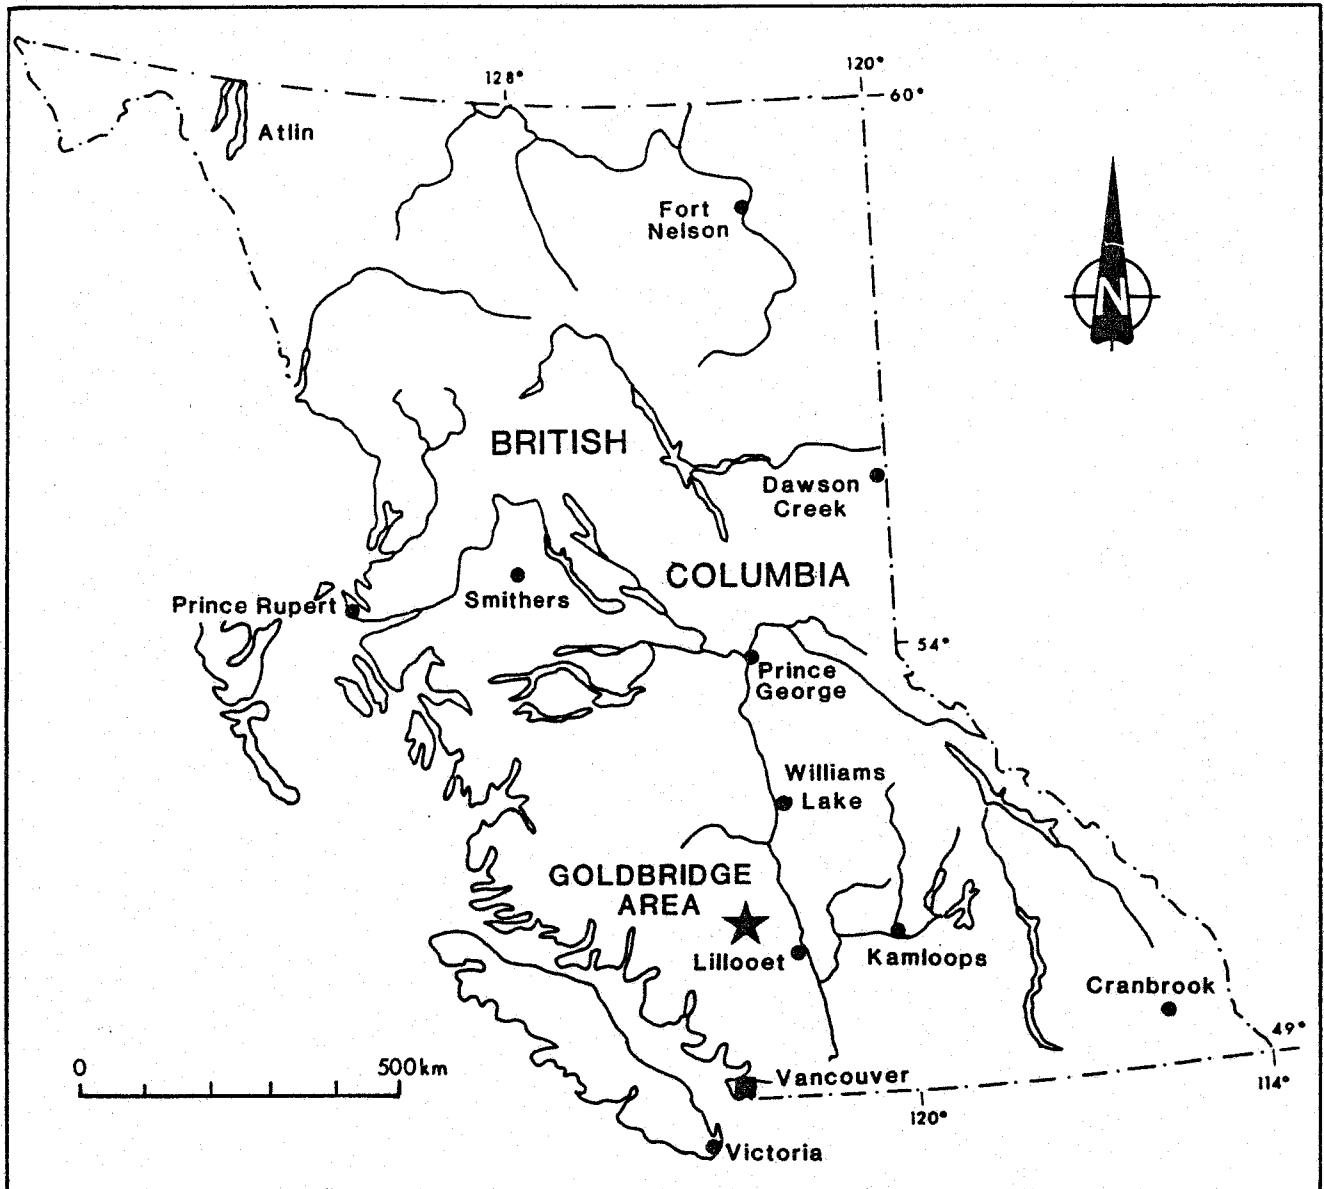 128°
120°
60°
Atlin
Fort
Nelson
N
BRITISH
Dawson
Creek
COLUMBIA
Smithers
Prince Rupert
54°
Prince
George
Williams
Lake
GOLDBRIDGE
AREA
Lillooet
Kamloops
Cranbrook
49°
0
500km
Vancouver
114°
120°
Victoria